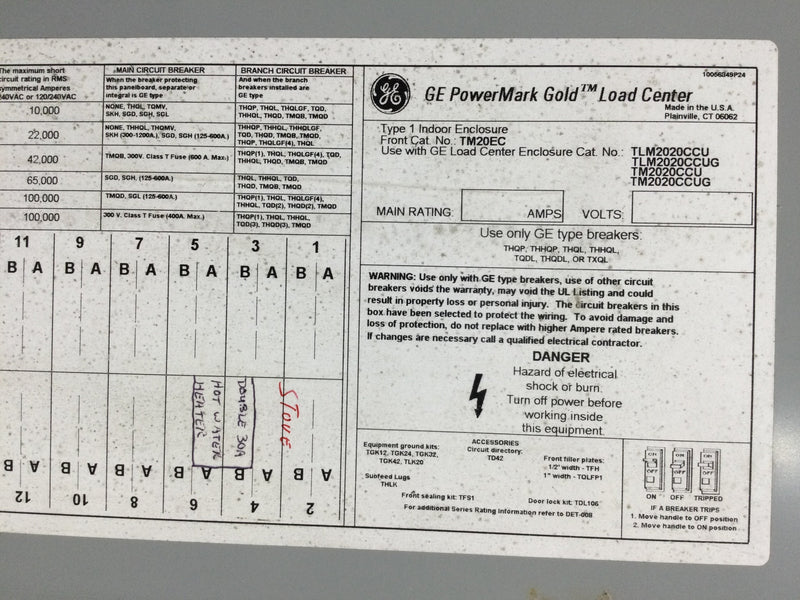 The maximum short
circuit rating in RMS
symmetrical Amperes
240VAC or 120/240VAC
MAIN CIRCUIT BREAKER
When the breaker protecting
this panelboard, separate or
integral is GE type
BRANCH CIRCUIT BREAKER
And when the branch
breakers installed are
GE type
10,000
NONE, THQL, TQMV,
SKH, SGD, SGH, SGL
THQP, THQL, THQLGF, TQD,
THHQL, THQD, TMQB, TMQD
22,000
NONE, THHQL, THQMV,
SKH (300-1200A.), SGD, SGH (125-600A.)
THQP, THHQL, THHQLGF,
TQD, THQD, TMQB, TMQD,
THQP, THQLGF(4), THQL
42,000
TMQB, 300V. Class T Fuse (600 A. Max.)
THQP(1), THQL, THQLGF(4), TQD,
THHQL, THQD, TMQB, TMQD
65,000
SGD, SGH, (125-600A.)
THQL, THHQL, TQD,
THQD, TMQB, TMQD
100,000
TMQD, SGL (125-600A.)
THQP(1), THQL, THQLGF(4),
THHQL, TQD(2), THQD(2), TMQD
100,000
300 V. Class T Fuse (400A. Max.)
THQP(1), THQL, THHQL,
TQD(3), THQD(3), TMQD
11 9 7 5 3 1
B A B A B A B A B A B A
HOT WATER
HEATER
DOUBLE 30A
STOVE
B A B A B A B A B A B A
12 10 8 6 4 2
10056349P24
GE PowerMark Gold™ Load Center
Made in the U.S.A.
Plainville, CT 06062
Type 1 Indoor Enclosure
Front Cat. No.: TM20EC
Use with GE Load Center Enclosure Cat. No.: TLM2020CCU
TLM2020CCUG
TM2020CCU
TM2020CCUG
MAIN RATING: AMPS VOLTS:
Use only GE type breakers:
THQP, THHQP, THQL, THHQL,
TQDL, THQDL, OR TXQL
WARNING: Use only with GE type breakers, use of other circuit
breakers voids the warranty, may void the UL Listing and could
result in property loss or personal injury. The circuit breakers in this
box have been selected to protect the wiring. To avoid damage and
loss of protection, do not replace with higher Ampere rated breakers.
If changes are necessary call a qualified electrical contractor.
DANGER
Hazard of electrical
shock or burn.
Turn off power before
working inside
this equipment.
Equipment ground kits:
TGK12, TGK24, TGK32,
TGK42, TLK20
Subfeed Lugs
THLK
ACCESSORIES
Circuit directory:
TD42
Front filler plates:
1/2" width - TFH
1" width - TQLFP1
Front sealing kit: TFS1
Door lock kit: TDL106
For additional Series Rating information refer to DET-008
ON OFF TRIPPED
IF A BREAKER TRIPS
1. Move handle to OFF position
2. Move handle to ON position